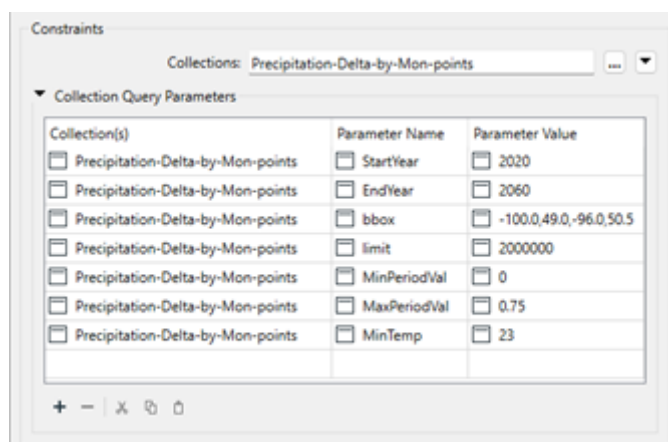 Constraints
Collections: Precipitation-Delta-by-Mon-points ...
Collection Query Parameters
Collection(s) Parameter Name Parameter Value
Precipitation-Delta-by-Mon-points StartYear 2020
Precipitation-Delta-by-Mon-points EndYear 2060
Precipitation-Delta-by-Mon-points bbox -100.0,49.0,-96.0,50.5
Precipitation-Delta-by-Mon-points limit 2000000
Precipitation-Delta-by-Mon-points MinPeriodVal 0
Precipitation-Delta-by-Mon-points MaxPeriodVal 0.75
Precipitation-Delta-by-Mon-points MinTemp 23